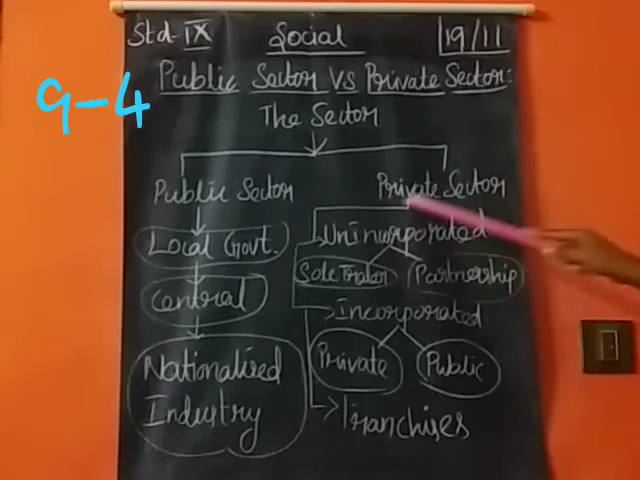 Std-IX Social 19/11
9-4
Public Sector VS Private Sector:
The Sector
Public Sector Private Sector
Local Govt. Unincorporated
Sole Trader Partnership
Central Incorporated
Nationalised Private Public
Industry Franchises